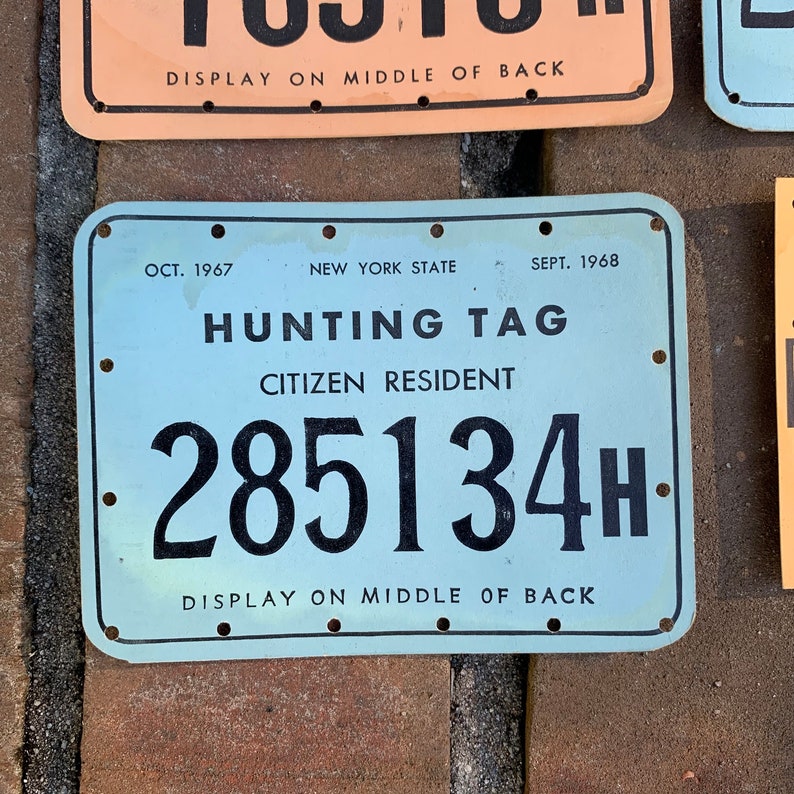 DISPLAY ON MIDDLE OF BACK
OCT. 1967 NEW YORK STATE SEPT. 1968
HUNTING TAG
CITIZEN RESIDENT
285134H
DISPLAY ON MIDDLE OF BACK